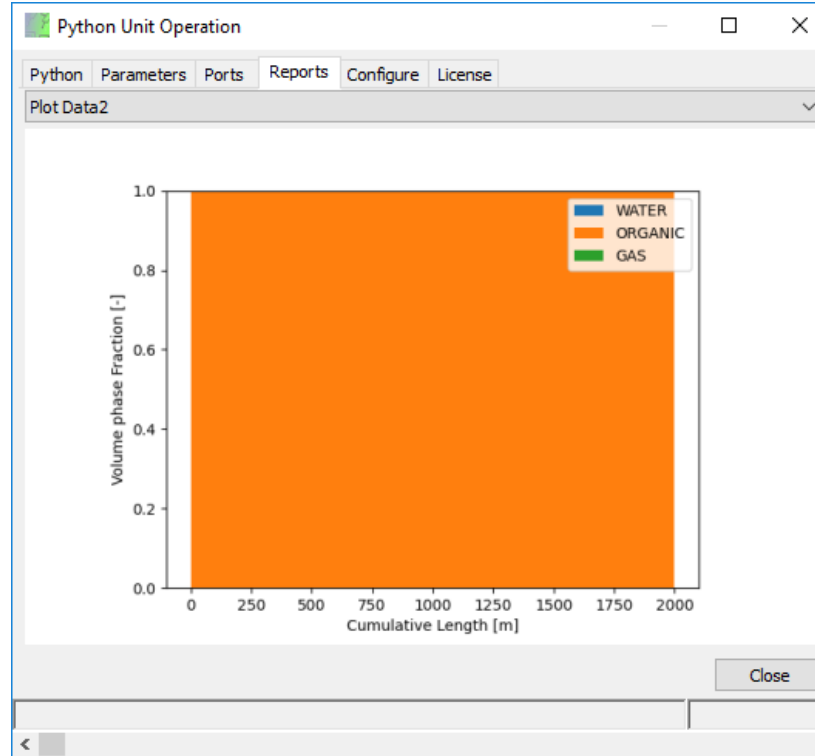 Python Unit Operation
Python Parameters Ports Reports Configure License
Plot Data2
1.0
0.8
0.6
0.4
0.2
0.0
Volume phase Fraction [-]
WATER
ORGANIC
GAS
0 250 500 750 1000 1250 1500 1750 2000
Cumulative Length [m]
Close